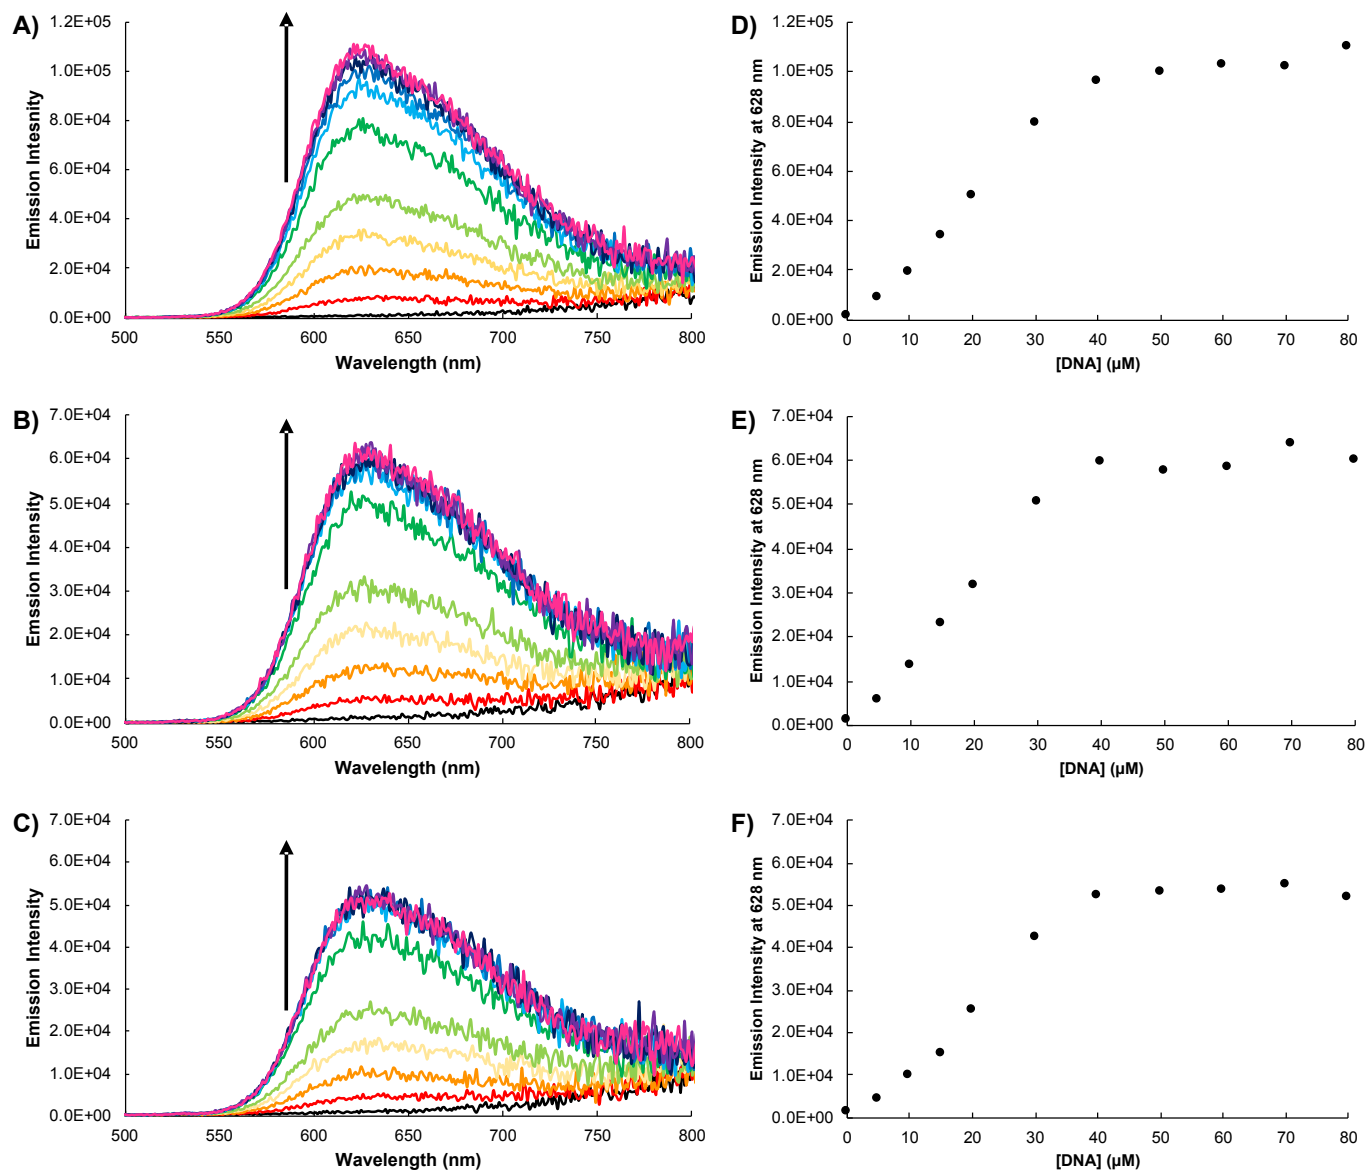 A)
Emission Intesnity
1.2E+05
1.0E+05
8.0E+04
6.0E+04
4.0E+04
2.0E+04
0.0E+00
500 550 600 650 700 750 800
Wavelength (nm)
D)
Emission Intensity at 628 nm
1.2E+05
1.0E+05
8.0E+04
6.0E+04
4.0E+04
2.0E+04
0.0E+00
0 10 20 30 40 50 60 70 80
[DNA] (µM)
B)
Emssion Intensity
7.0E+04
6.0E+04
5.0E+04
4.0E+04
3.0E+04
2.0E+04
1.0E+04
0.0E+00
500 550 600 650 700 750 800
Wavelength (nm)
E)
Emission Intensity at 628 nm
7.0E+04
6.0E+04
5.0E+04
4.0E+04
3.0E+04
2.0E+04
1.0E+04
0.0E+00
0 10 20 30 40 50 60 70 80
[DNA] (µM)
C)
Emission Intensity
7.0E+04
6.0E+04
5.0E+04
4.0E+04
3.0E+04
2.0E+04
1.0E+04
0.0E+00
500 550 600 650 700 750 800
Wavelength (nm)
F)
Emission Intensity at 628 nm
7.0E+04
6.0E+04
5.0E+04
4.0E+04
3.0E+04
2.0E+04
1.0E+04
0.0E+00
0 10 20 30 40 50 60 70 80
[DNA] (µM)